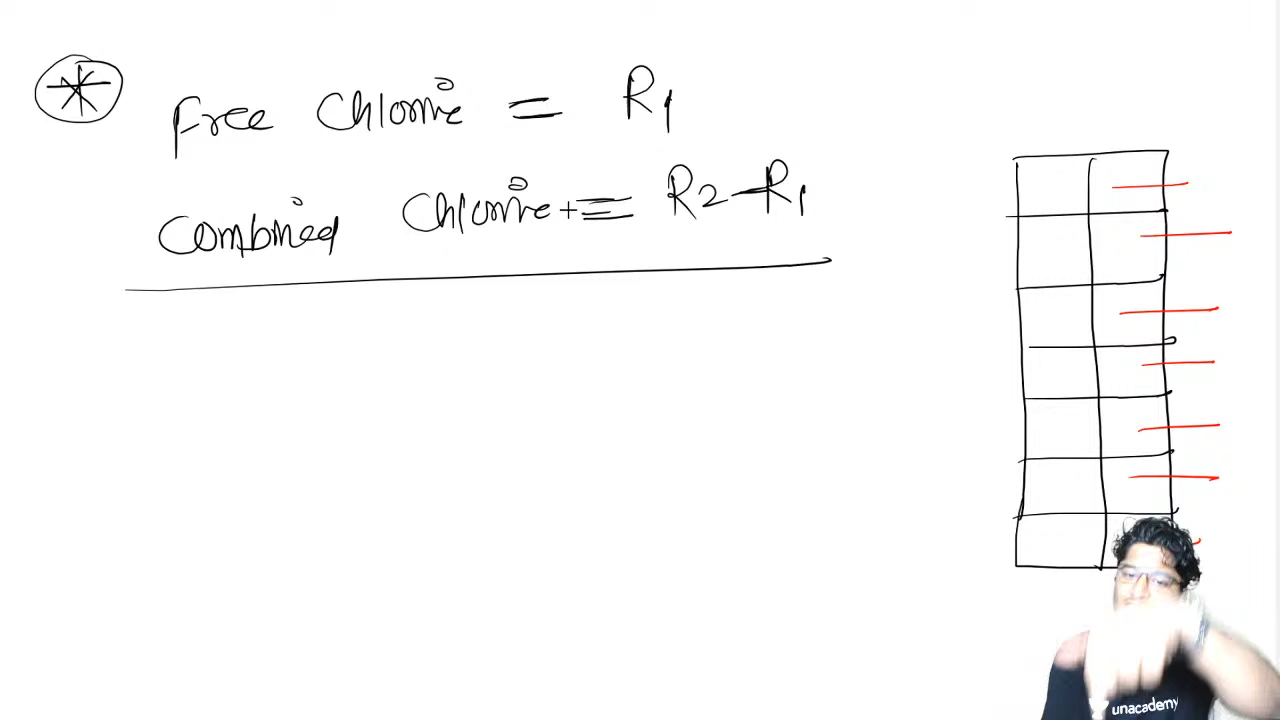 Free Chlorine = R1
Combined Chlorine = R2-R1
unacademy